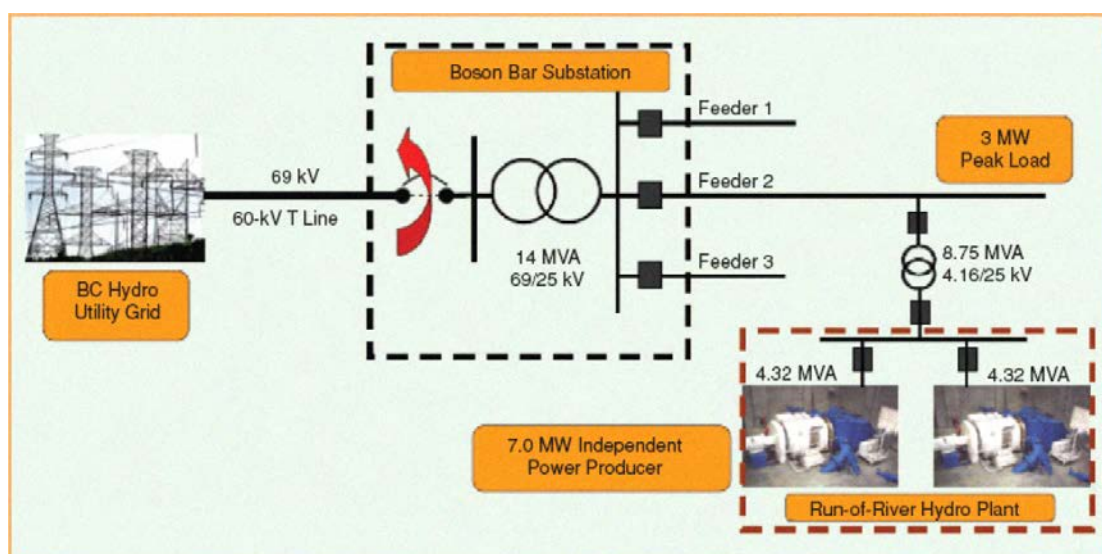 Boson Bar Substation
Feeder 1
3 MW
Peak Load
69 kV
60-kV T Line
Feeder 2
14 MVA
69/25 kV
Feeder 3
8.75 MVA
4.16/25 kV
BC Hydro
Utility Grid
4.32 MVA
4.32 MVA
7.0 MW Independent
Power Producer
Run-of-River Hydro Plant